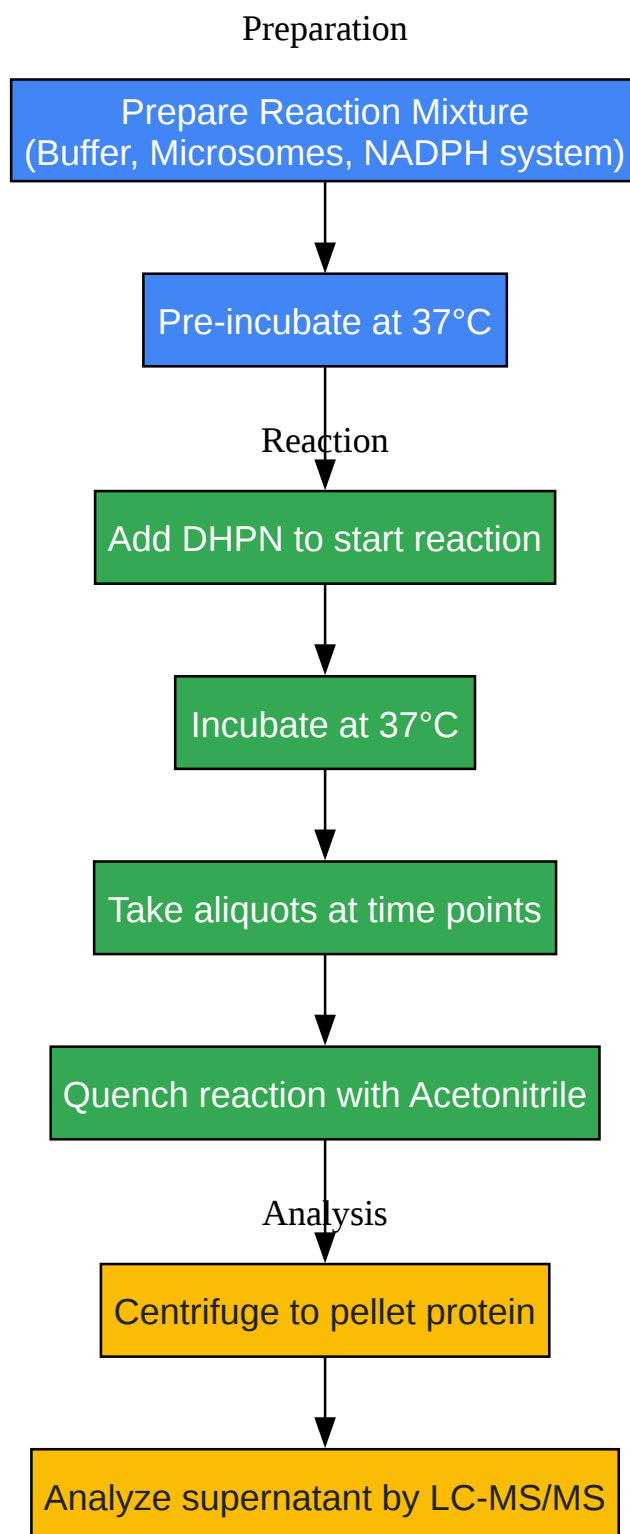 Preparation
Prepare Reaction Mixture
(Buffer, Microsomes, NADPH system)
Pre-incubate at 37°C
Reaction
Add DHPN to start reaction
Incubate at 37°C
Take aliquots at time points
Quench reaction with Acetonitrile
Analysis
Centrifuge to pellet protein
Analyze supernatant by LC-MS/MS